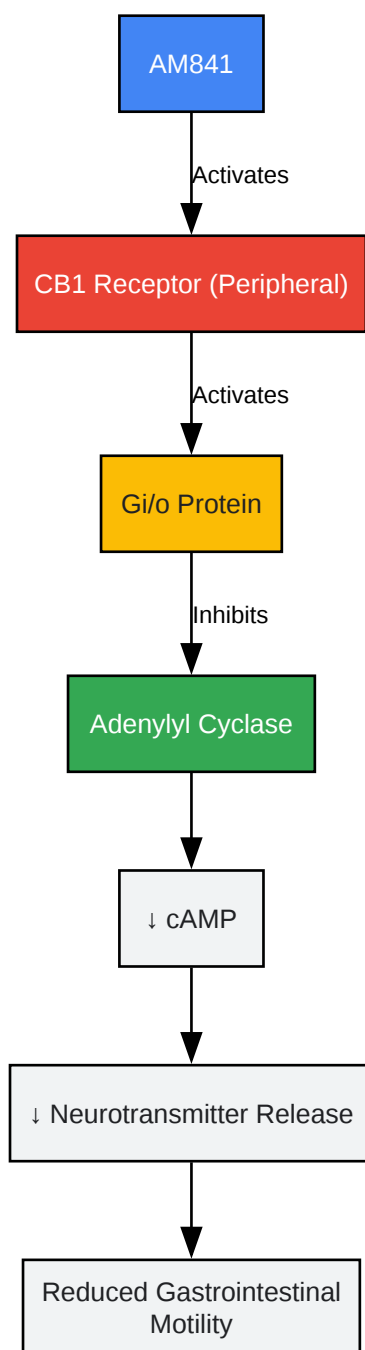 AM841
Activates
CB1 Receptor (Peripheral)
Activates
Gi/o Protein
Inhibits
Adenylyl Cyclase
↓ cAMP
↓ Neurotransmitter Release
Reduced Gastrointestinal
Motility